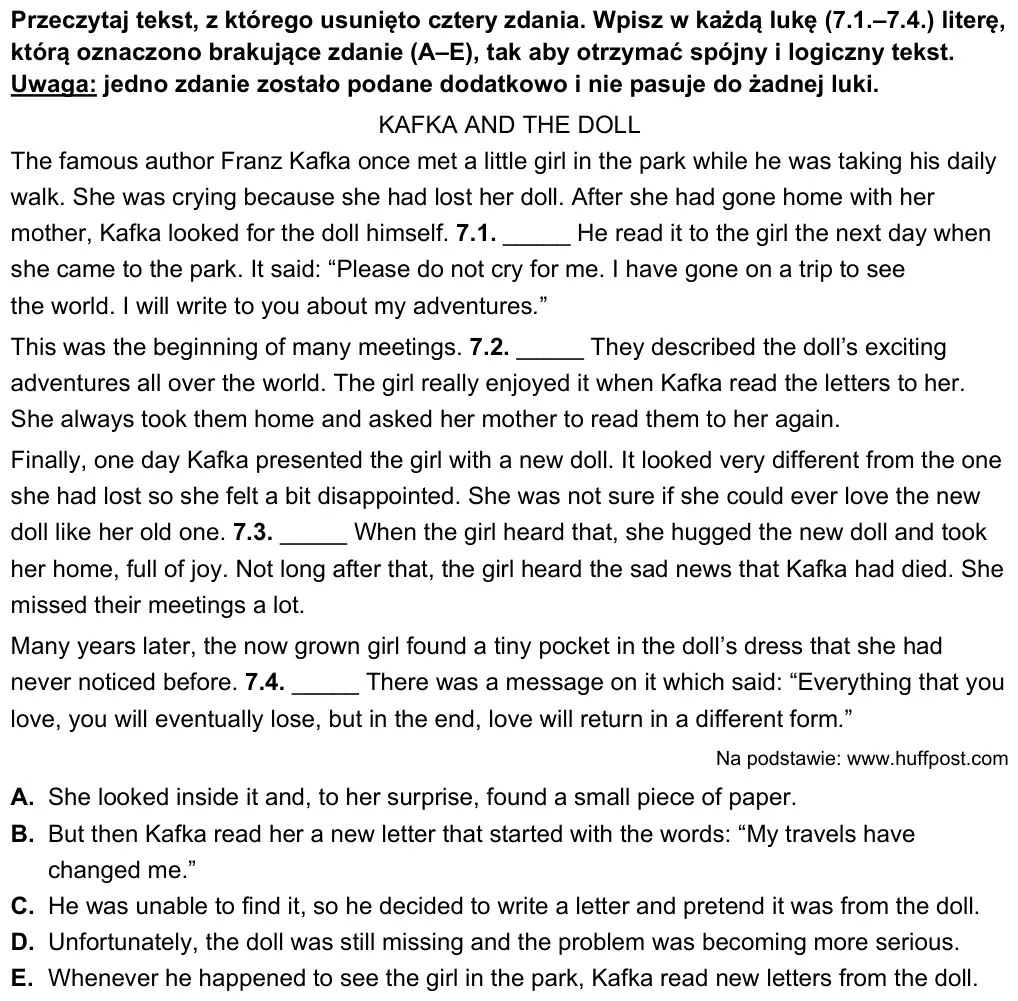 Przeczytaj tekst, z którego usunięto cztery zdania. Wpisz w każdą lukę (7.1.–7.4.) literę,
którą oznaczono brakujące zdanie (A–E), tak aby otrzymać spójny i logiczny tekst.
Uwaga: jedno zdanie zostało podane dodatkowo i nie pasuje do żadnej luki.
KAFKA AND THE DOLL
The famous author Franz Kafka once met a little girl in the park while he was taking his daily
walk. She was crying because she had lost her doll. After she had gone home with her
mother, Kafka looked for the doll himself. 7.1. _____ He read it to the girl the next day when
she came to the park. It said: “Please do not cry for me. I have gone on a trip to see
the world. I will write to you about my adventures.”
This was the beginning of many meetings. 7.2. _____ They described the doll’s exciting
adventures all over the world. The girl really enjoyed it when Kafka read the letters to her.
She always took them home and asked her mother to read them to her again.
Finally, one day Kafka presented the girl with a new doll. It looked very different from the one
she had lost so she felt a bit disappointed. She was not sure if she could ever love the new
doll like her old one. 7.3. _____ When the girl heard that, she hugged the new doll and took
her home, full of joy. Not long after that, the girl heard the sad news that Kafka had died. She
missed their meetings a lot.
Many years later, the now grown girl found a tiny pocket in the doll’s dress that she had
never noticed before. 7.4. _____ There was a message on it which said: “Everything that you
love, you will eventually lose, but in the end, love will return in a different form.”
Na podstawie: www.huffpost.com
A. She looked inside it and, to her surprise, found a small piece of paper.
B. But then Kafka read her a new letter that started with the words: “My travels have
changed me.”
C. He was unable to find it, so he decided to write a letter and pretend it was from the doll.
D. Unfortunately, the doll was still missing and the problem was becoming more serious.
E. Whenever he happened to see the girl in the park, Kafka read new letters from the doll.